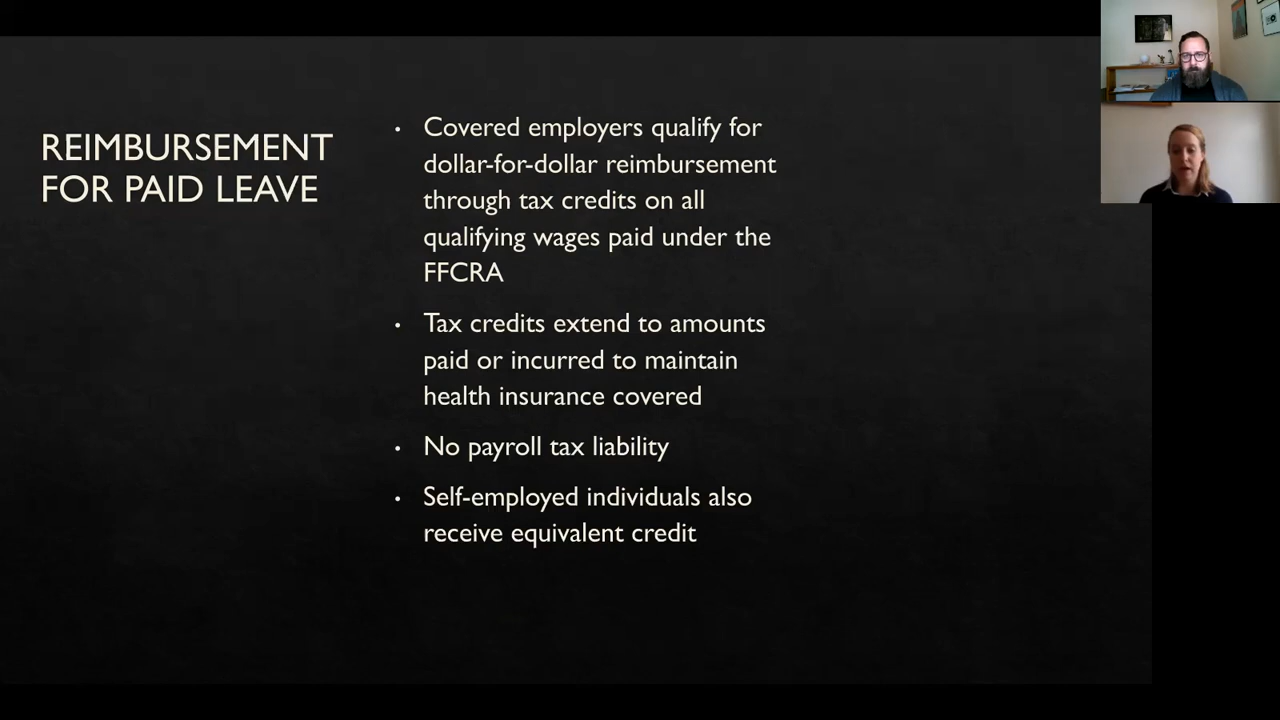 REIMBURSEMENT
FOR PAID LEAVE
• Covered employers qualify for
dollar-for-dollar reimbursement
through tax credits on all
qualifying wages paid under the
FFCRA
• Tax credits extend to amounts
paid or incurred to maintain
health insurance covered
• No payroll tax liability
• Self-employed individuals also
receive equivalent credit